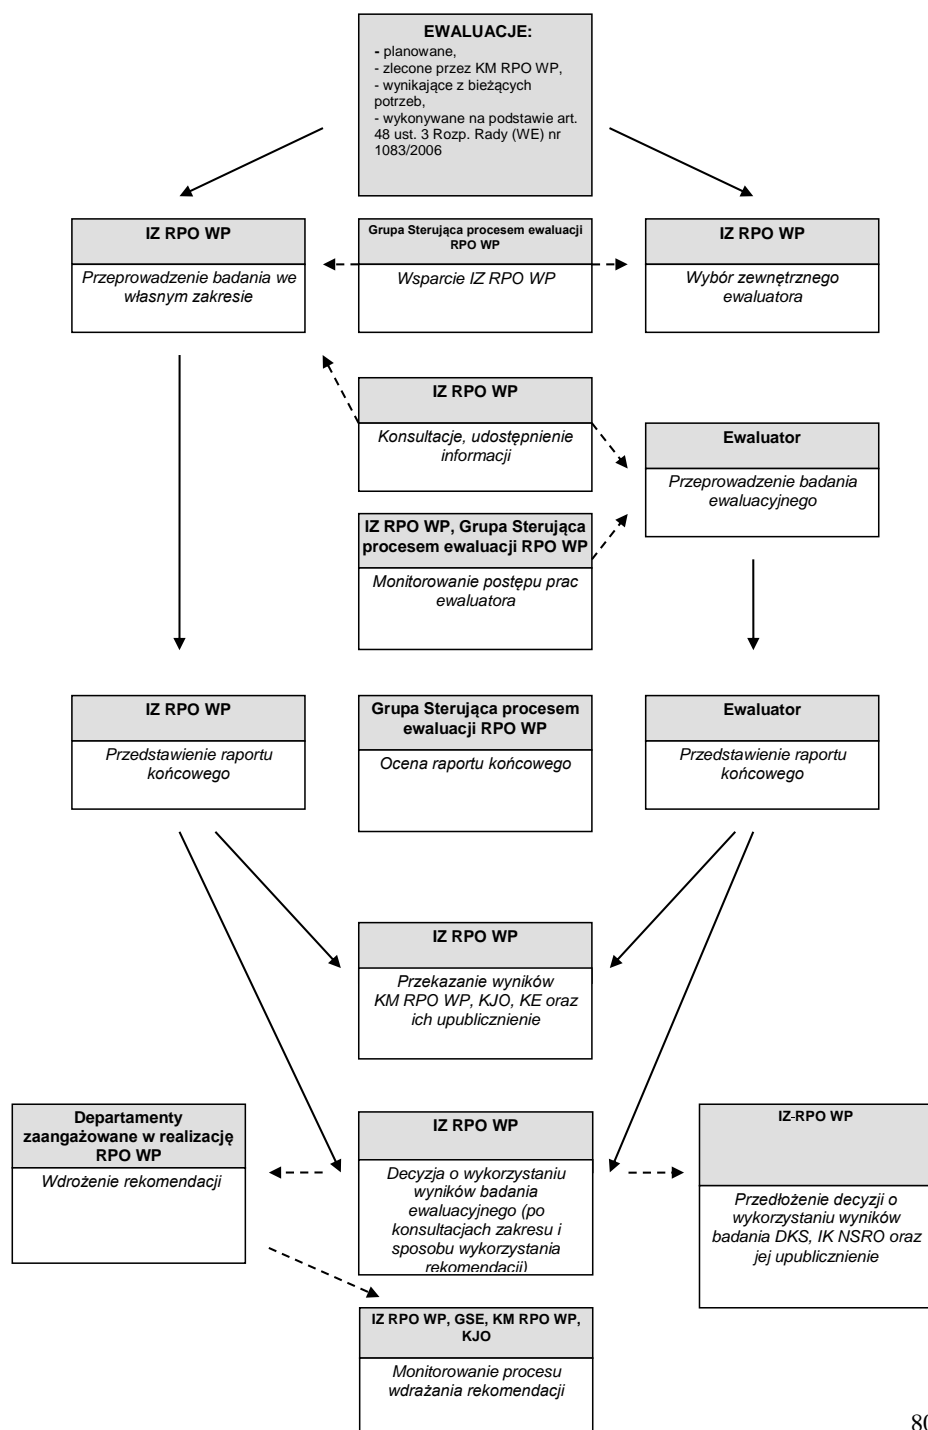 EWALUACJE:
- planowane,
- zlecone przez KM RPO WP,
- wynikające z bieżących
potrzeb,
- wykonywane na podstawie art.
48 ust. 3 Rozp. Rady (WE) nr
1083/2006
IZ RPO WP
Przeprowadzenie badania we
własnym zakresie
Grupa Sterująca procesem ewaluacji
RPO WP
Wsparcie IZ RPO WP
IZ RPO WP
Wybór zewnętrznego
ewaluatora
IZ RPO WP
Konsultacje, udostępnienie
informacji
Ewaluator
Przeprowadzenie badania
ewaluacyjnego
IZ RPO WP, Grupa Sterująca
procesem ewaluacji RPO WP
Monitorowanie postępu prac
ewaluatora
IZ RPO WP
Przedstawienie raportu
końcowego
Grupa Sterująca procesem
ewaluacji RPO WP
Ocena raportu końcowego
Ewaluator
Przedstawienie raportu
końcowego
IZ RPO WP
Przekazanie wyników
KM RPO WP, KJO, KE oraz
ich upublicznienie
Departamenty
zaangażowane w realizację
RPO WP
Wdrożenie rekomendacji
IZ RPO WP
Decyzja o wykorzystaniu
wyników badania
ewaluacyjnego (po
konsultacjach zakresu i
sposobu wykorzystania
rekomendacji)
IZ-RPO WP
Przedłożenie decyzji o
wykorzystaniu wyników
badania DKS, IK NSRO oraz
jej upublicznienie
IZ RPO WP, GSE, KM RPO WP,
KJO
Monitorowanie procesu
wdrażania rekomendacji
80